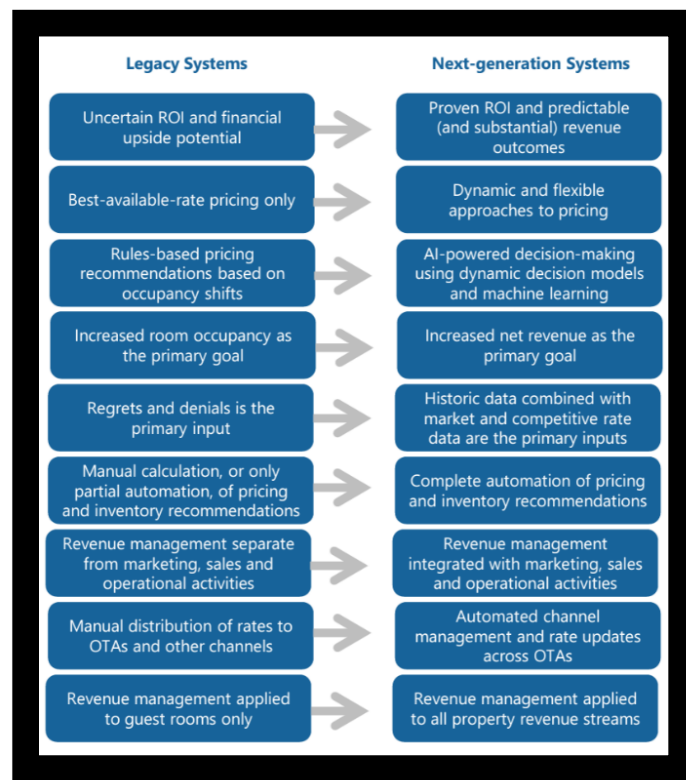 Legacy Systems
Next-generation Systems
Uncertain ROI and financial
upside potential
Proven ROI and predictable
(and substantial) revenue
outcomes
Best-available-rate pricing only
Dynamic and flexible
approaches to pricing
Rules-based pricing
recommendations based on
occupancy shifts
AI-powered decision-making
using dynamic decision models
and machine learning
Increased room occupancy as
the primary goal
Increased net revenue as the
primary goal
Regrets and denials is the
primary input
Historic data combined with
market and competitive rate
data are the primary inputs
Manual calculation, or only
partial automation, of pricing
and inventory recommendations
Complete automation of pricing
and inventory recommendations
Revenue management separate
from marketing, sales and
operational activities
Revenue management
integrated with marketing, sales
and operational activities
Manual distribution of rates to
OTAs and other channels
Automated channel
management and rate updates
across OTAs
Revenue management applied
to guest rooms only
Revenue management applied
to all property revenue streams